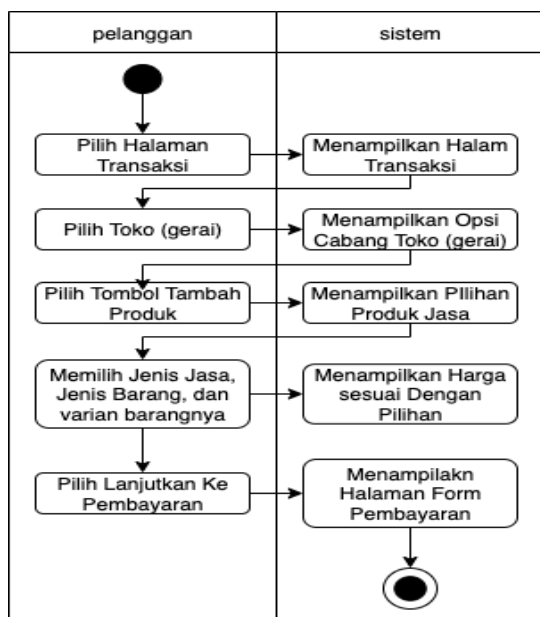 pelanggan
sistem
Pilih Halaman
Transaksi
Menampilkan Halam
Transaksi
Pilih Toko (gerai)
Menampilkan Opsi
Cabang Toko (gerai)
Pilih Tombol Tambah
Produk
Menampilkan PIlihan
Produk Jasa
Memilih Jenis Jasa,
Jenis Barang, dan
varian barangnya
Menampilkan Harga
sesuai Dengan
Pilihan
Pilih Lanjutkan Ke
Pembayaran
Menampilakn
Halaman Form
Pembayaran